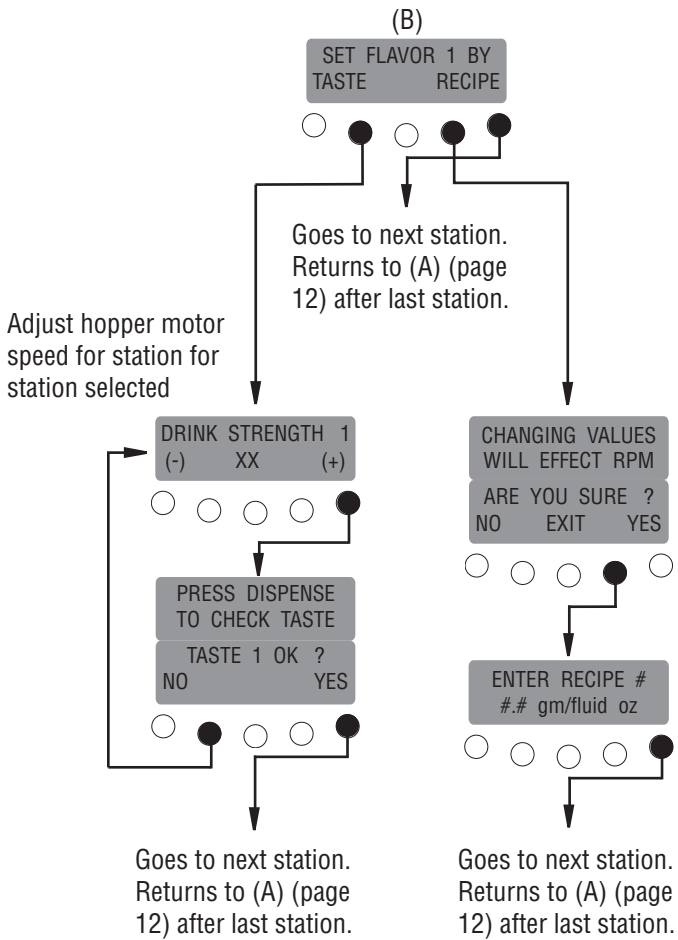 (B)
SET FLAVOR 1 BY
TASTE RECIPE
Goes to next station.
Returns to (A) (page
12) after last station.
Adjust hopper motor
speed for station for
station selected
DRINK STRENGTH 1
(-) XX (+)
PRESS DISPENSE
TO CHECK TASTE
TASTE 1 OK ?
NO YES
Goes to next station.
Returns to (A) (page
12) after last station.
CHANGING VALUES
WILL EFFECT RPM
ARE YOU SURE ?
NO EXIT YES
ENTER RECIPE #
#.# gm/fluid oz
Goes to next station.
Returns to (A) (page
12) after last station.